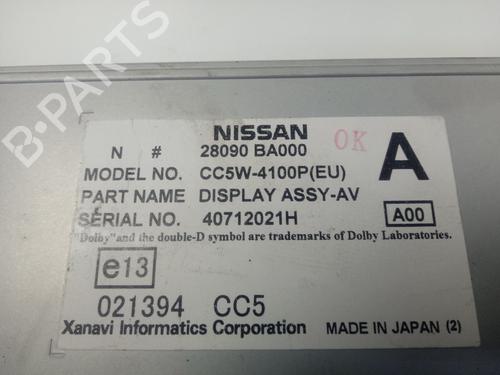 B-PARTS
NISSAN
OK
A
N # 28090 BA000
MODEL NO. CC5W-4100P(EU)
PART NAME DISPLAY ASSY-AV
SERIAL NO. 40712021H
A00
"Dolby"and the double-D symbol are trademarks of Dolby Laboratories.
e13
021394 CC5
Xanavi Informatics Corporation MADE IN JAPAN (2)